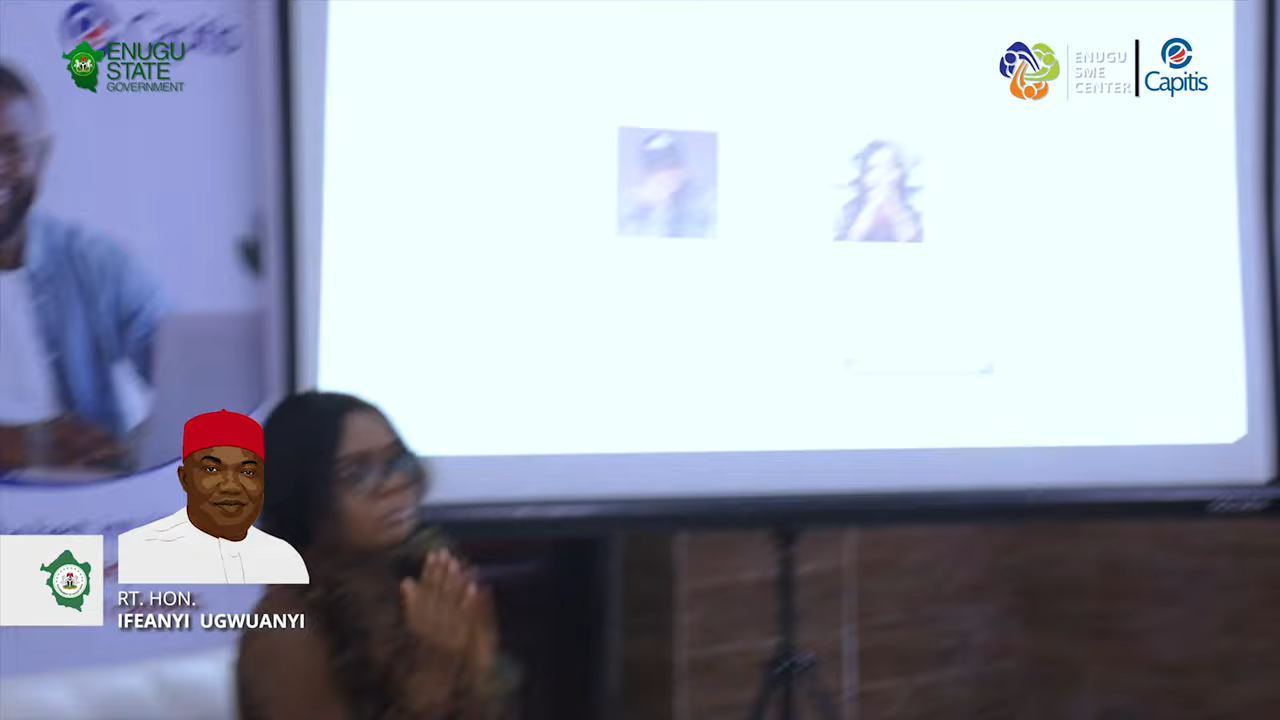 ENUGU
STATE
GOVERNMENT
ENUGU
SME
CENTER
Capitis
RT. HON.
IFEANYI UGWUANYI